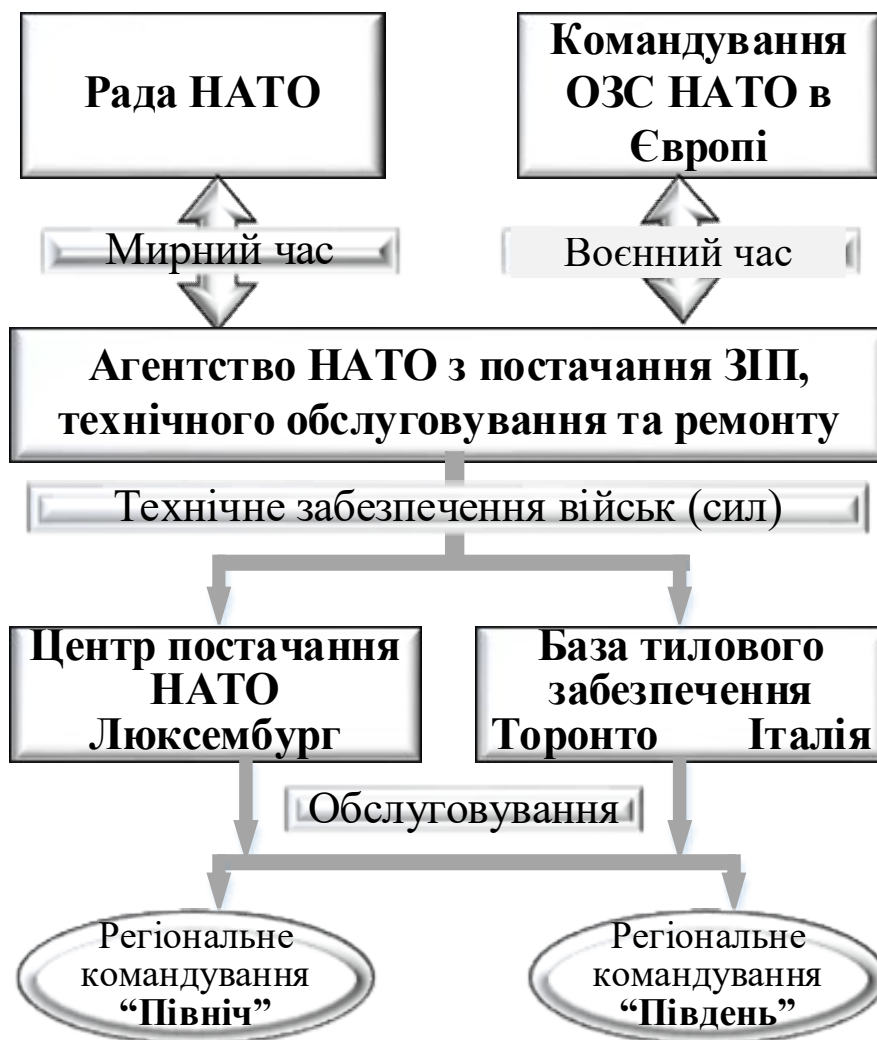 Рада НАТО
Командування
ОЗС НАТО в
Європі
Мирний час
Воєнний час
Агентство НАТО з постачання ЗІП,
технічного обслуговування та ремонту
Технічне забезпечення військ (сил)
Центр постачання
НАТО
Люксембург
База тилового
забезпечення
Торонто Італія
Обслуговування
Регіональне
командування
“Північ”
Регіональне
командування
“Південь”